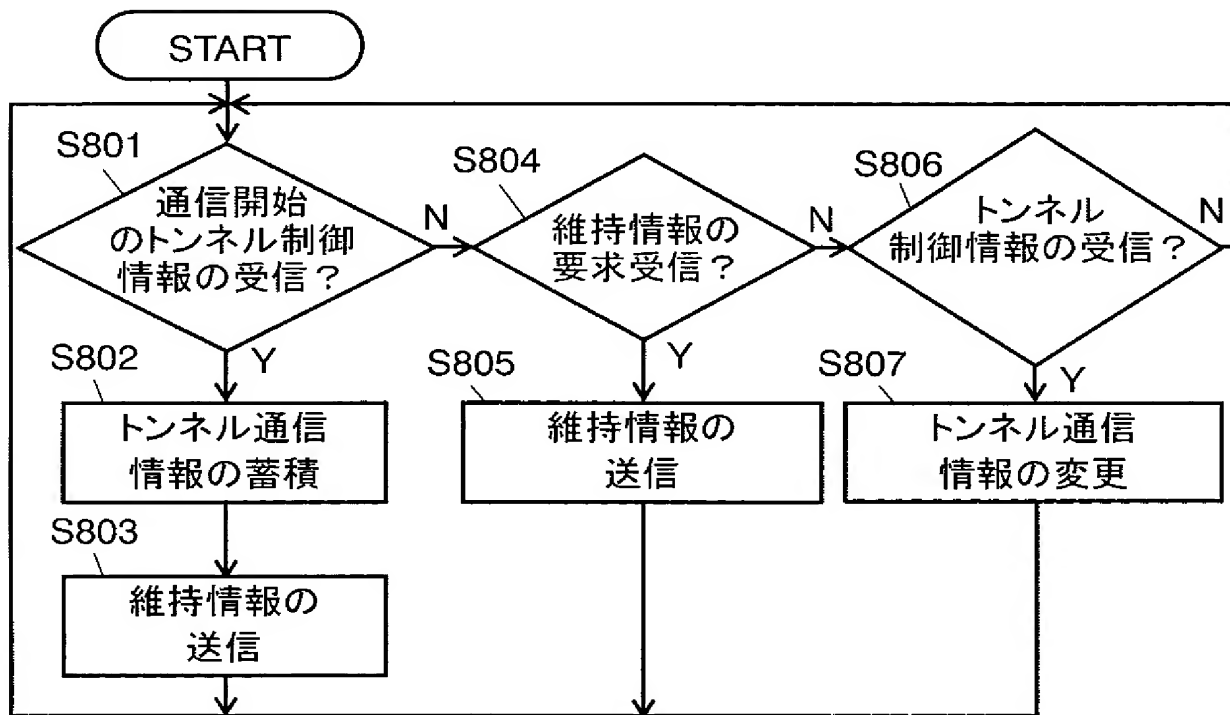 START
S801
通信開始
のトンネル制御
情報の受信？
N
Y
S804
維持情報の
要求受信？
N
Y
S806
トンネル
制御情報の受信？
N
Y
S802
トンネル通信
情報の蓄積
S805
維持情報の
送信
S807
トンネル通信
情報の変更
S803
維持情報の
送信